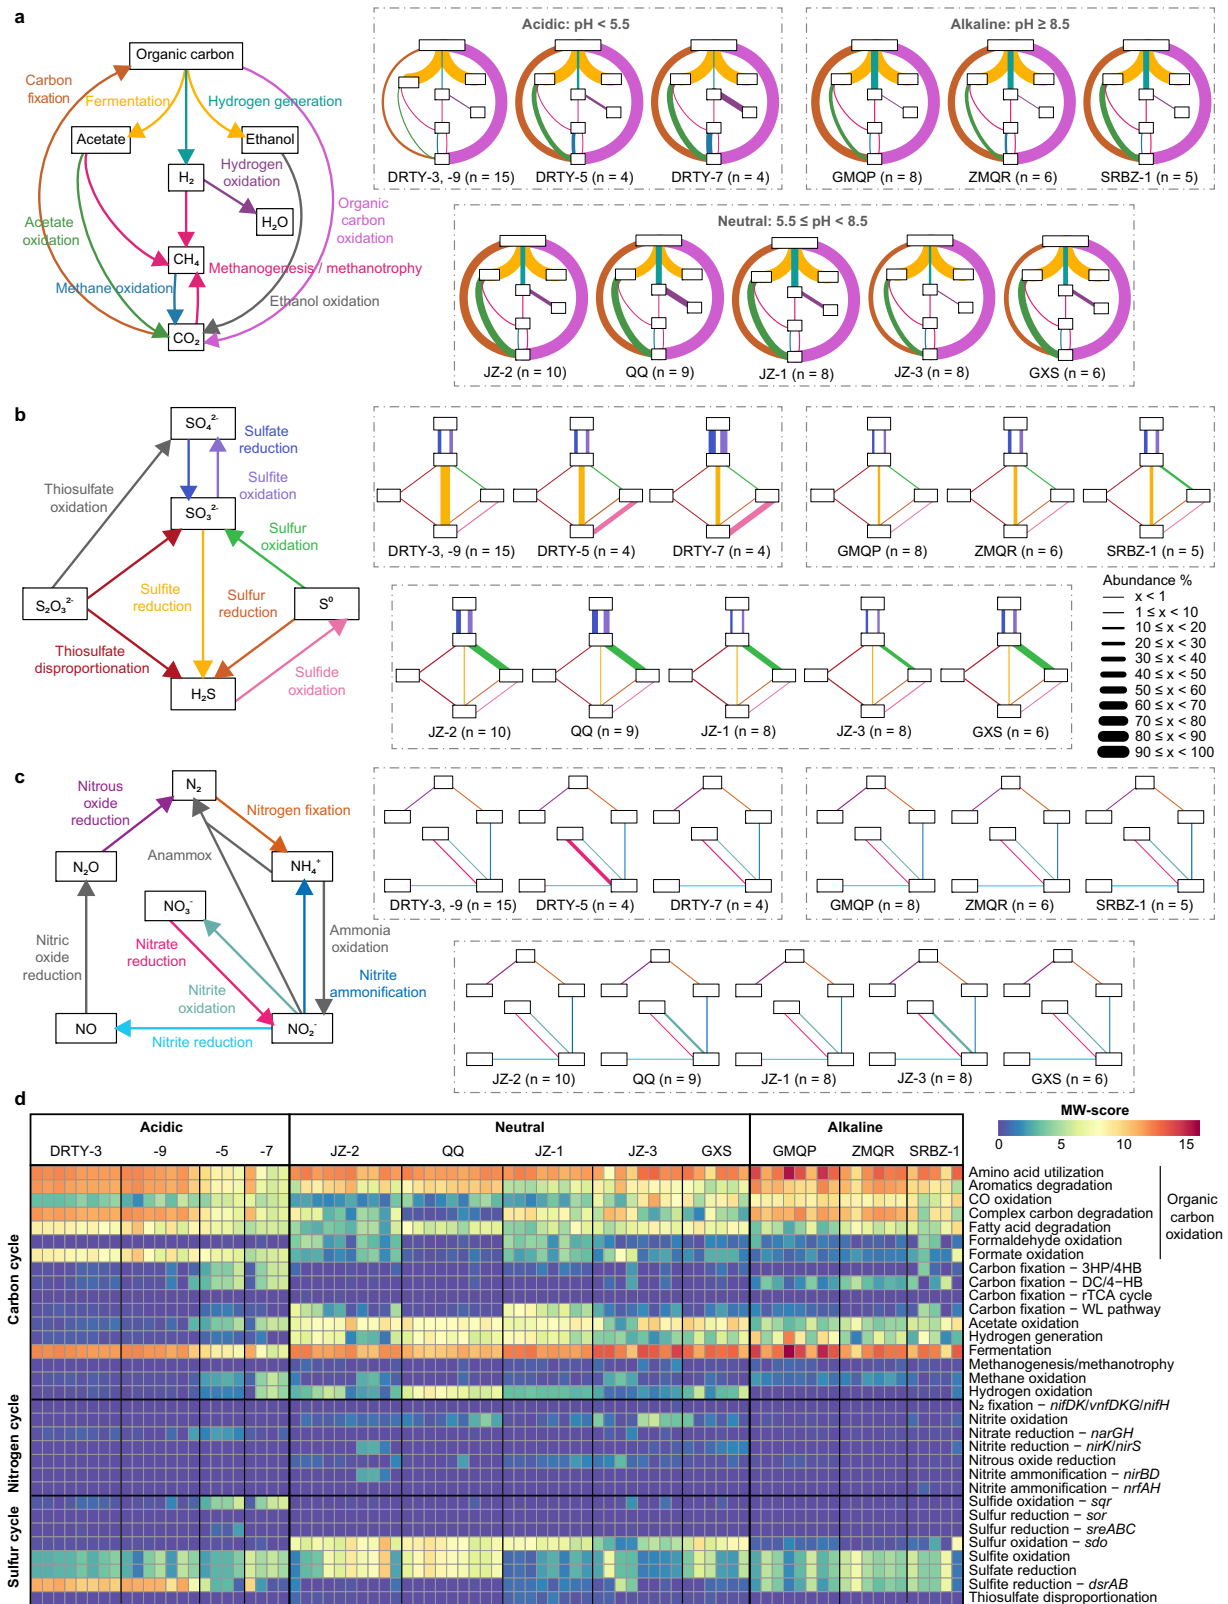 a
Organic carbon
Carbon
fixation
Fermentation
Hydrogen generation
Acetate
Ethanol
H₂
Hydrogen
oxidation
H₂O
Acetate
oxidation
Organic
carbon
oxidation
CH₄
Methanogenesis / methanotrophy
Methane oxidation
Ethanol oxidation
CO₂
Acidic: pH < 5.5
DRTY-3, -9 (n = 15)
DRTY-5 (n = 4)
DRTY-7 (n = 4)
Alkaline: pH ≥ 8.5
GMQP (n = 8)
ZMQR (n = 6)
SRBZ-1 (n = 5)
Neutral: 5.5 ≤ pH < 8.5
JZ-2 (n = 10)
QQ (n = 9)
JZ-1 (n = 8)
JZ-3 (n = 8)
GXS (n = 6)
b
SO₄²⁻
Sulfate
reduction
Thiosulfate
oxidation
Sulfite
oxidation
SO₃²⁻
Sulfur
oxidation
S₂O₃²⁻
Sulfite
reduction
Sulfur
reduction
S⁰
Thiosulfate
disproportionation
Sulfide
oxidation
H₂S
DRTY-3, -9 (n = 15)
DRTY-5 (n = 4)
DRTY-7 (n = 4)
GMQP (n = 8)
ZMQR (n = 6)
SRBZ-1 (n = 5)
JZ-2 (n = 10)
QQ (n = 9)
JZ-1 (n = 8)
JZ-3 (n = 8)
GXS (n = 6)
Abundance %
x < 1
1 ≤ x < 10
10 ≤ x < 20
20 ≤ x < 30
30 ≤ x < 40
40 ≤ x < 50
50 ≤ x < 60
60 ≤ x < 70
70 ≤ x < 80
80 ≤ x < 90
90 ≤ x < 100
c
N₂
Nitrous
oxide
reduction
Nitrogen fixation
Anammox
N₂O
NH₄⁺
NO₃⁻
Nitric
oxide
reduction
Nitrate
reduction
Ammonia
oxidation
Nitrite
oxidation
Nitrite
ammonification
NO
NO₂⁻
Nitrite reduction
DRTY-3, -9 (n = 15)
DRTY-5 (n = 4)
DRTY-7 (n = 4)
GMQP (n = 8)
ZMQR (n = 6)
SRBZ-1 (n = 5)
JZ-2 (n = 10)
QQ (n = 9)
JZ-1 (n = 8)
JZ-3 (n = 8)
GXS (n = 6)
d
MW-score
0 5 10 15
Acidic Neutral Alkaline
DRTY-3 -9 -5 -7 JZ-2 QQ JZ-1 JZ-3 GXS GMQP ZMQR SRBZ-1
Carbon cycle
Amino acid utilization
Aromatics degradation
CO oxidation
Complex carbon degradation
Fatty acid degradation
Formaldehyde oxidation
Formate oxidation
Organic
carbon
oxidation
Carbon fixation − 3HP/4HB
Carbon fixation − DC/4−HB
Carbon fixation − rTCA cycle
Carbon fixation − WL pathway
Acetate oxidation
Hydrogen generation
Fermentation
Methanogenesis/methanotrophy
Methane oxidation
Hydrogen oxidation
Nitrogen cycle
N₂ fixation − nifDK/vnfDKG/nifH
Nitrite oxidation
Nitrate reduction − narGH
Nitrite reduction − nirK/nirS
Nitrous oxide reduction
Nitrite ammonification − nirBD
Nitrite ammonification − nrfAH
Sulfur cycle
Sulfide oxidation − sqr
Sulfur reduction − sor
Sulfur reduction − sreABC
Sulfur oxidation − sdo
Sulfite oxidation
Sulfate reduction
Sulfite reduction − dsrAB
Thiosulfate disproportionation